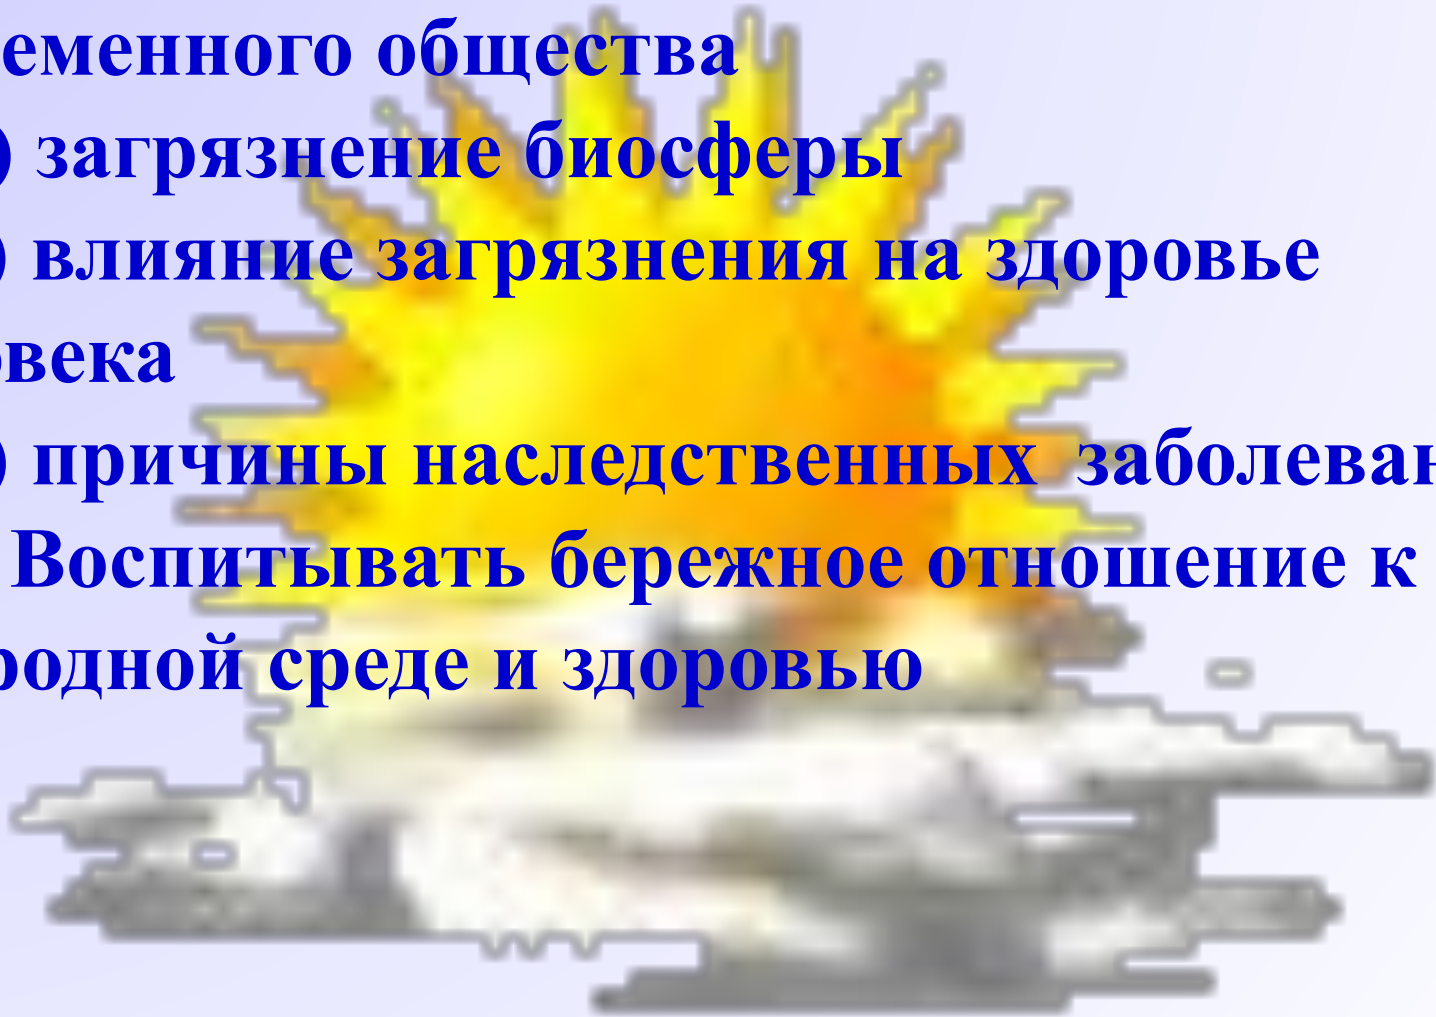 еменного общества
) загрязнение биосферы
) влияние загрязнения на здоровье
овека
) причины наследственных заболеван
Воспитывать бережное отношение к
родной среде и здоровью